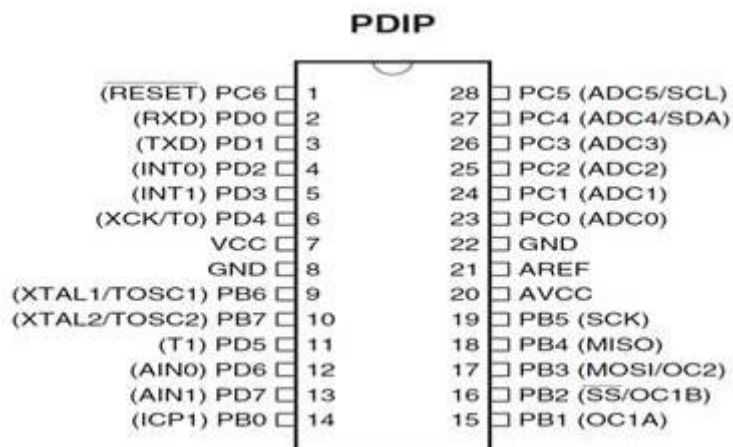 PDIP
(RESET) PC6 1 28 PC5 (ADC5/SCL)
(RXD) PD0 2 27 PC4 (ADC4/SDA)
(TXD) PD1 3 26 PC3 (ADC3)
(INT0) PD2 4 25 PC2 (ADC2)
(INT1) PD3 5 24 PC1 (ADC1)
(XCK/T0) PD4 6 23 PC0 (ADC0)
VCC 7 22 GND
GND 8 21 AREF
(XTAL1/TOSC1) PB6 9 20 AVCC
(XTAL2/TOSC2) PB7 10 19 PB5 (SCK)
(T1) PD5 11 18 PB4 (MISO)
(AIN0) PD6 12 17 PB3 (MOSI/OC2)
(AIN1) PD7 13 16 PB2 (SS/OC1B)
(ICP1) PB0 14 15 PB1 (OC1A)